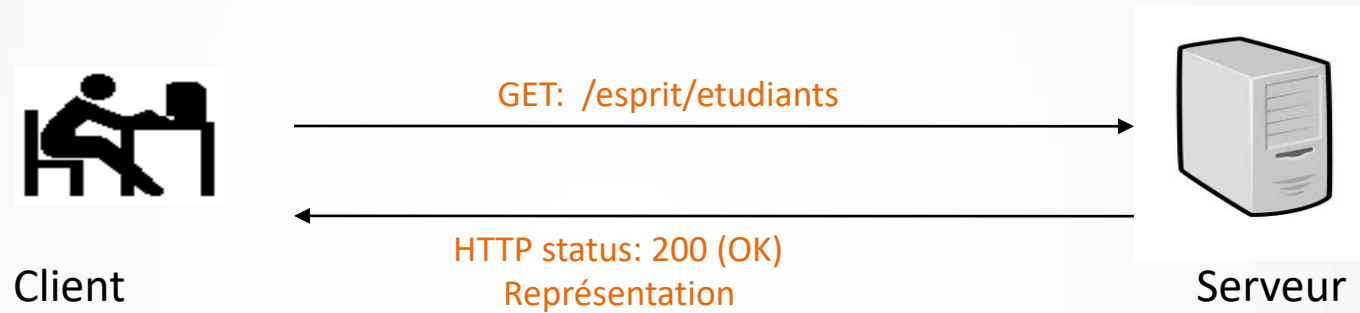 GET: /esprit/etudiants
HTTP status: 200 (OK)
Représentation
Client
Serveur